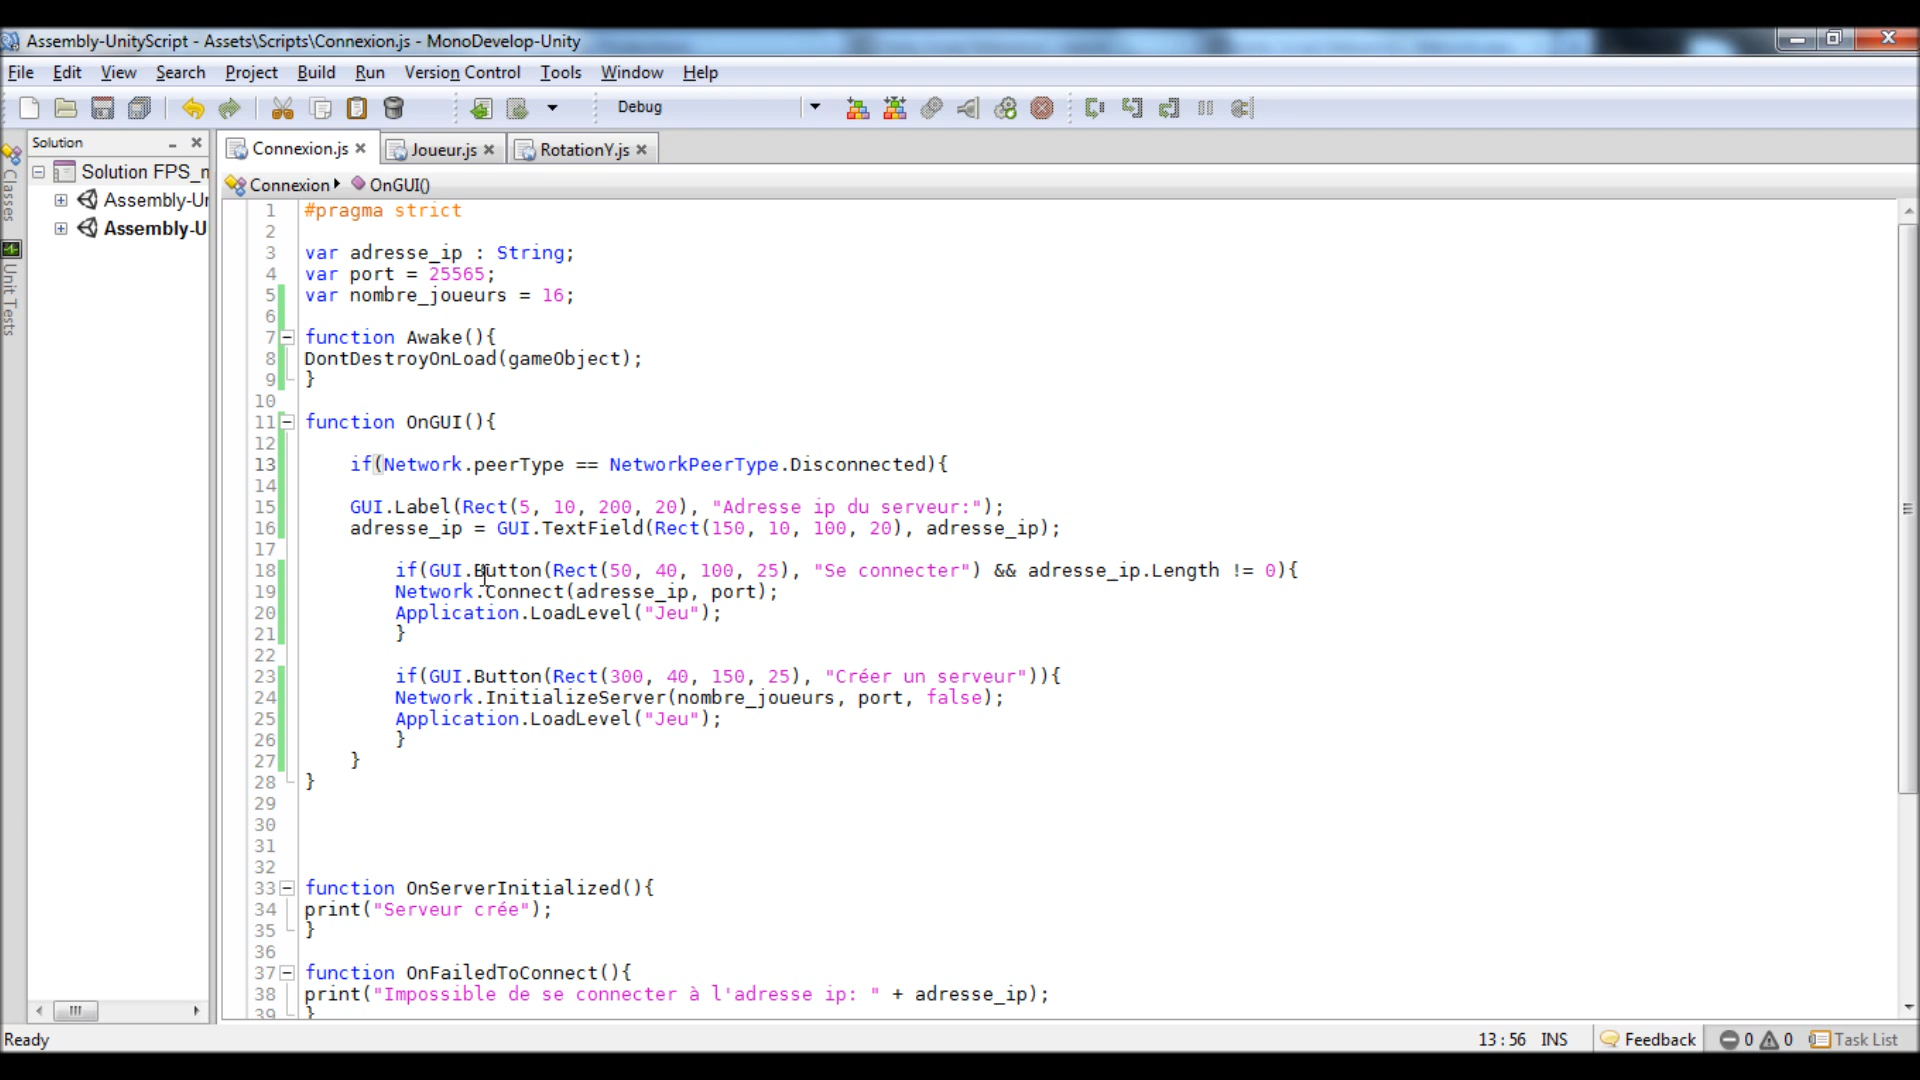 Assembly-UnityScript - Assets\Scripts\Connexion.js - MonoDevelop-Unity
File Edit View Search Project Build Run Version Control Tools Window Help
Debug
Solution
Connexion.js
Joueur.js
RotationY.js
Classes
Unit Tests
Solution FPS_n
Assembly-Ur
Assembly-U
Connexion
OnGUI()
1 #pragma strict
2
3 var adresse_ip : String;
4 var port = 25565;
5 var nombre_joueurs = 16;
6
7 function Awake(){
8 DontDestroyOnLoad(gameObject);
9 }
10
11 function OnGUI(){
12
13 if(Network.peerType == NetworkPeerType.Disconnected){
14
15 GUI.Label(Rect(5, 10, 200, 20), "Adresse ip du serveur:");
16 adresse_ip = GUI.TextField(Rect(150, 10, 100, 20), adresse_ip);
17
18 if(GUI.Button(Rect(50, 40, 100, 25), "Se connecter") && adresse_ip.Length != 0){
19 Network.Connect(adresse_ip, port);
20 Application.LoadLevel("Jeu");
21 }
22
23 if(GUI.Button(Rect(300, 40, 150, 25), "Créer un serveur")){
24 Network.InitializeServer(nombre_joueurs, port, false);
25 Application.LoadLevel("Jeu");
26 }
27 }
28 }
29
30
31
32
33 function OnServerInitialized(){
34 print("Serveur crée");
35 }
36
37 function OnFailedToConnect(){
38 print("Impossible de se connecter à l'adresse ip: " + adresse_ip);
39 }
Ready
13 : 56 INS
Feedback
0 0
Task List